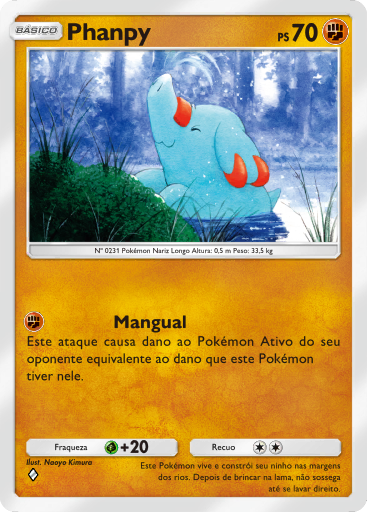 BÁSICO Phanpy PS 70
Nº 0231 Pokémon Nariz Longo Altura: 0,5 m Peso: 33,5 kg
Mangual
Este ataque causa dano ao Pokémon Ativo do seu
oponente equivalente ao dano que este Pokémon
tiver nele.
Fraqueza +20 Recuo
Ilust. Naoyo Kimura
Este Pokémon vive e constrói seu ninho nas margens
dos rios. Depois de brincar na lama, não sossega
até se lavar direito.